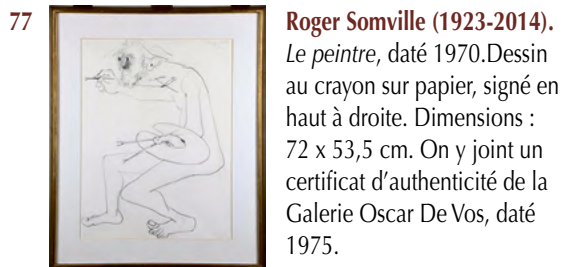 77
Roger Somville (1923-2014).
Le peintre, daté 1970.Dessin
au crayon sur papier, signé en
haut à droite. Dimensions :
72 x 53,5 cm. On y joint un
certificat d’authenticité de la
Galerie Oscar De Vos, daté
1975.